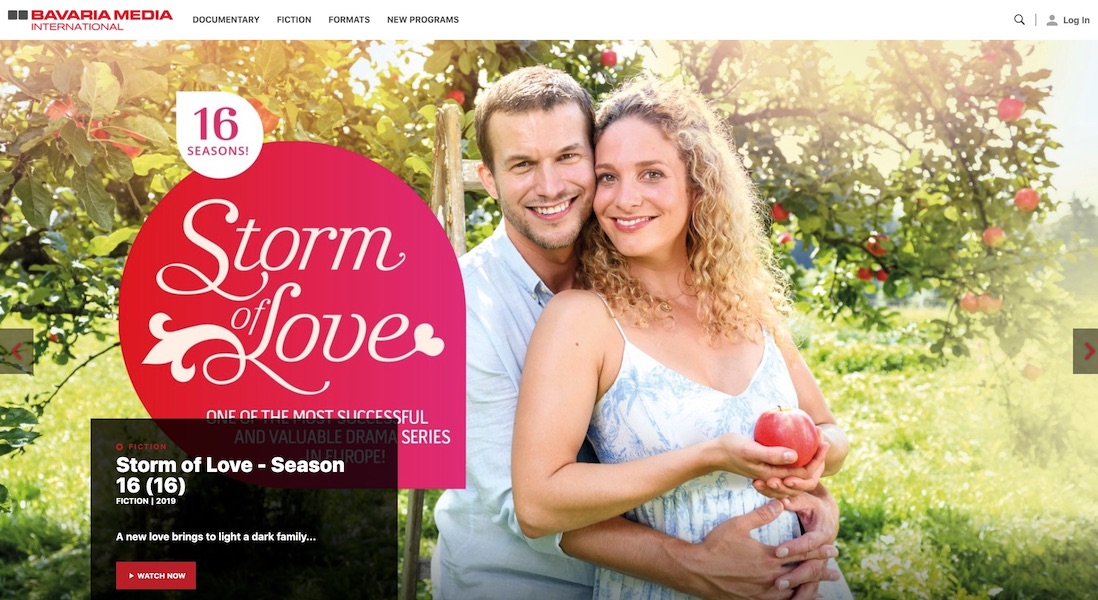 BAVARIA MEDIA
INTERNATIONAL
DOCUMENTARY FICTION FORMATS NEW PROGRAMS
Log In
16
SEASONS!
Storm
of Love
ONE OF THE MOST SUCCESSFUL
AND VALUABLE DRAMA SERIES
IN EUROPE!
FICTION
Storm of Love - Season
16 (16)
FICTION | 2019
A new love brings to light a dark family...
WATCH NOW